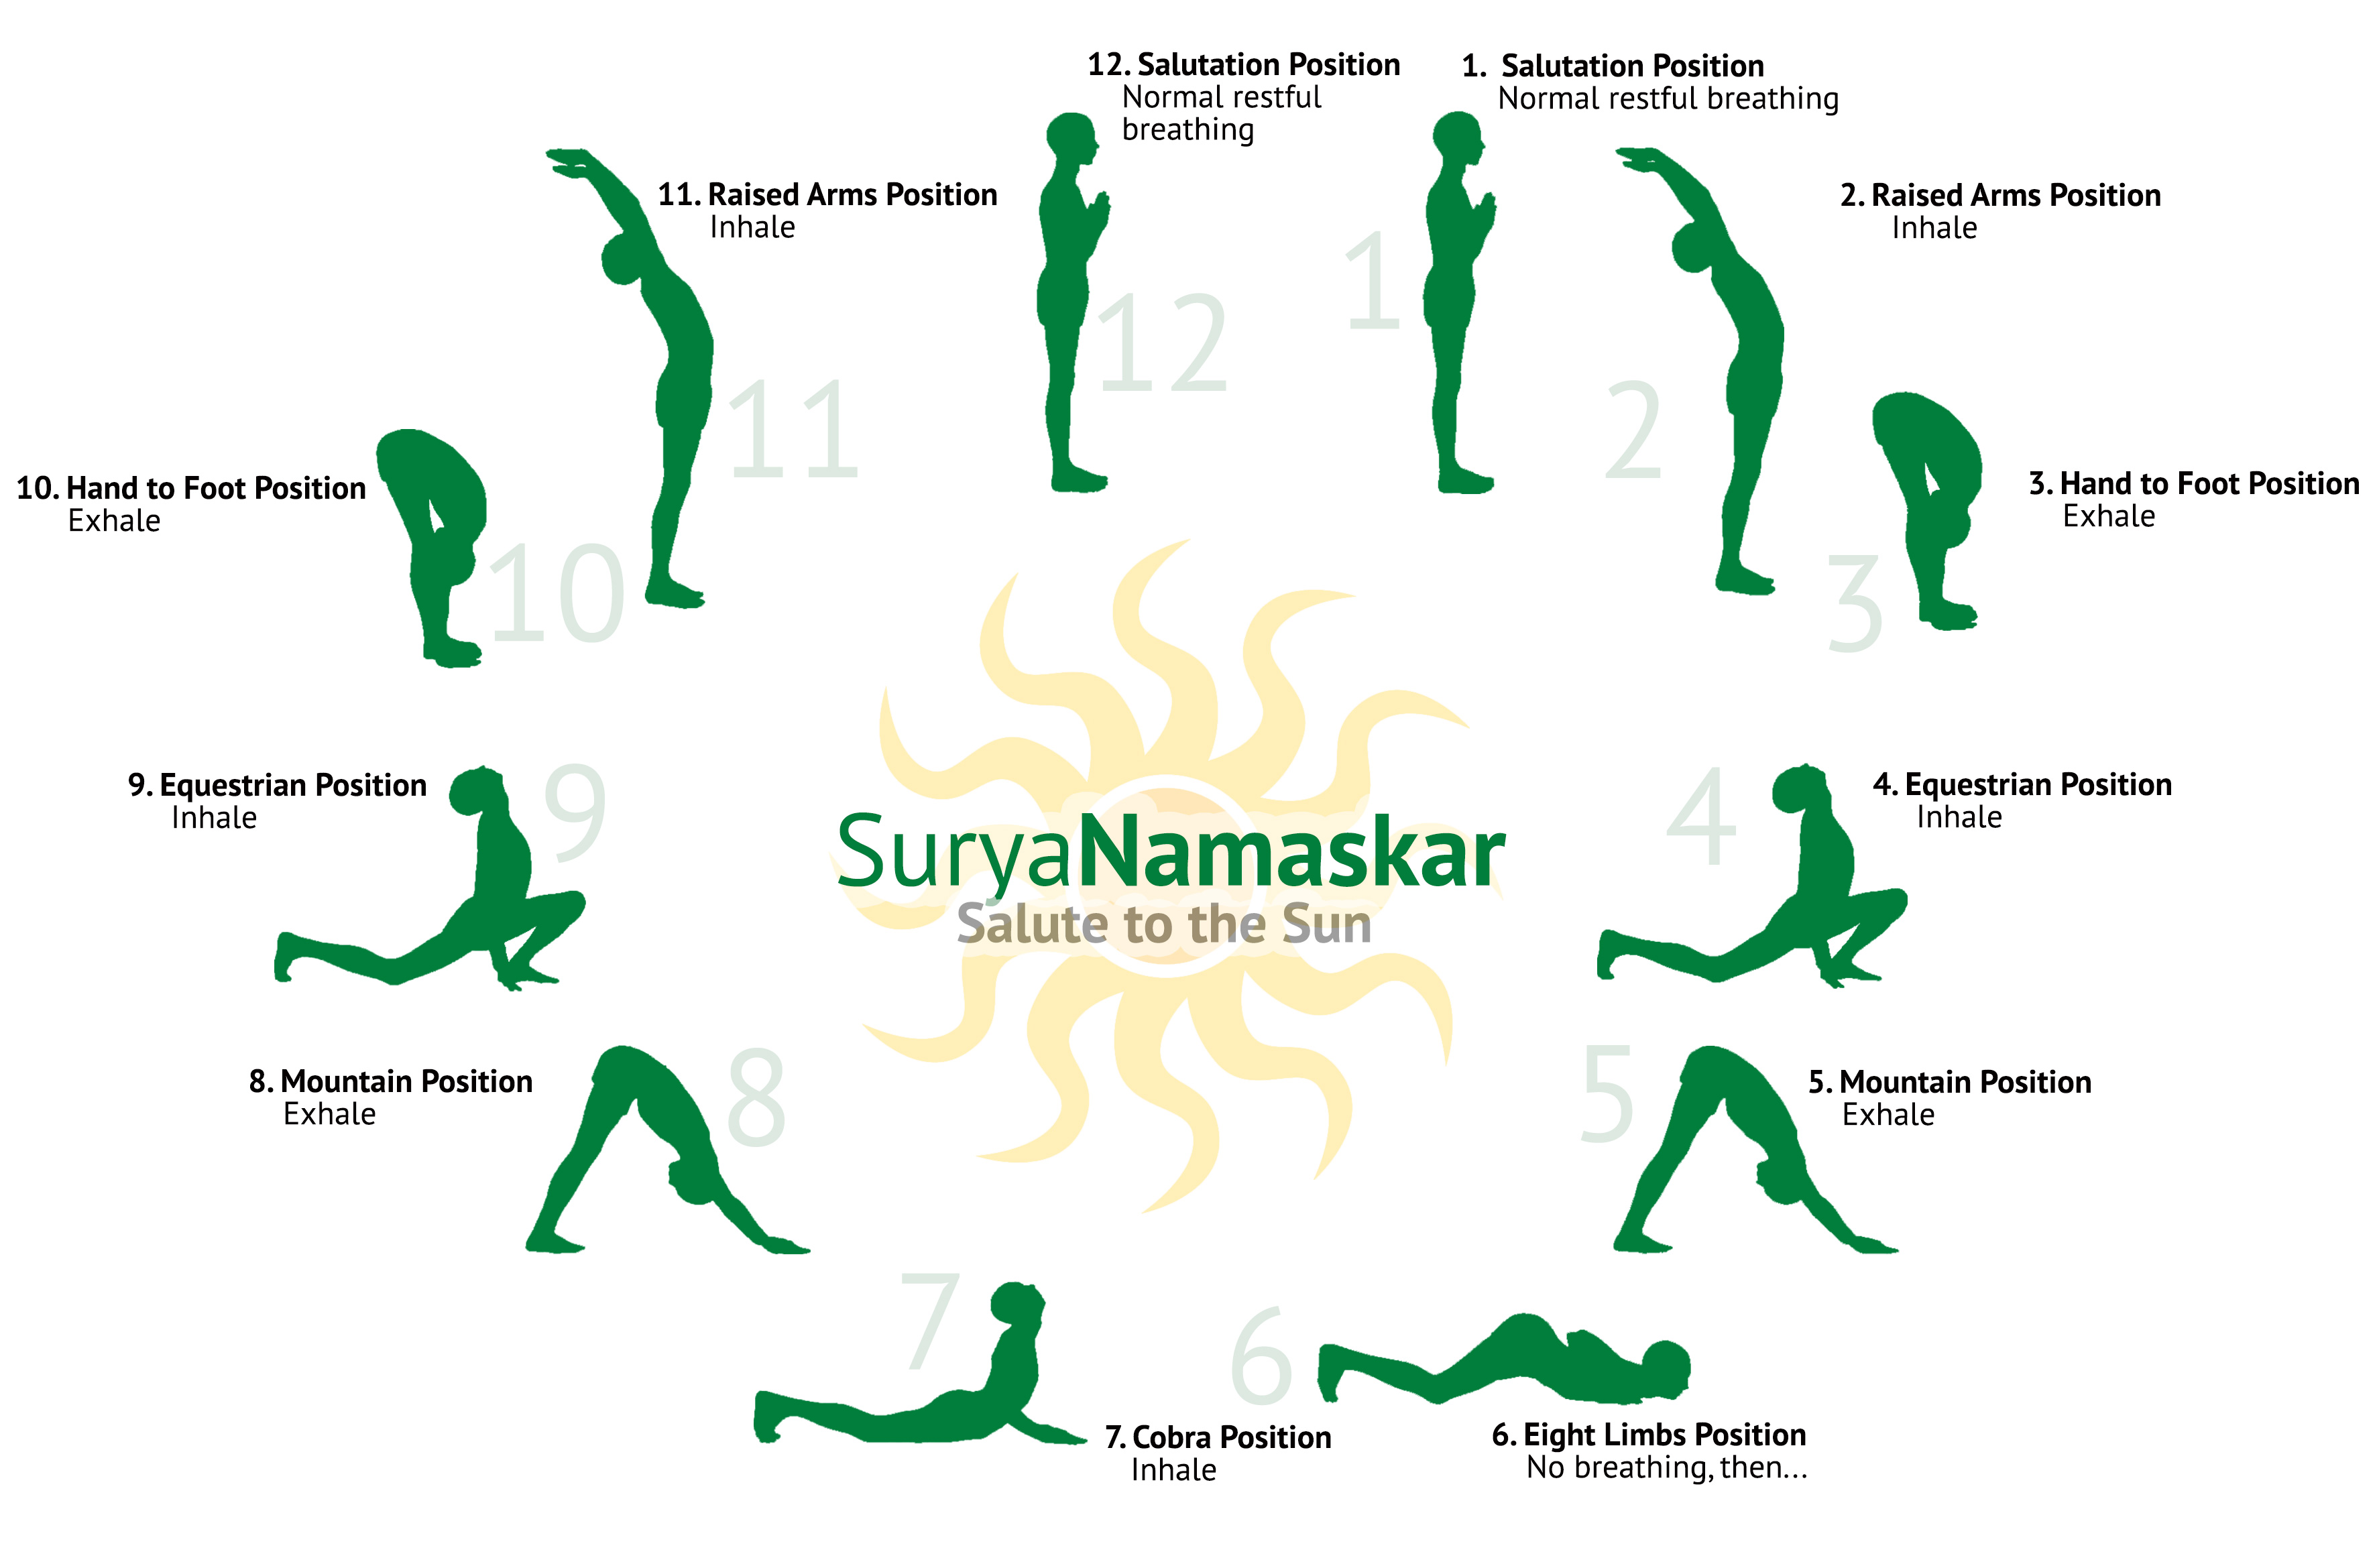 12. Salutation Position
Normal restful
breathing
1. Salutation Position
Normal restful breathing
11. Raised Arms Position
Inhale
2. Raised Arms Position
Inhale
12
1
11
2
10. Hand to Foot Position
Exhale
3. Hand to Foot Position
Exhale
10
3
9. Equestrian Position
Inhale
9
4
4. Equestrian Position
Inhale
SuryaNamaskar
Salute to the Sun
8. Mountain Position
Exhale
8
5
5. Mountain Position
Exhale
7
6
7. Cobra Position
Inhale
6. Eight Limbs Position
No breathing, then...